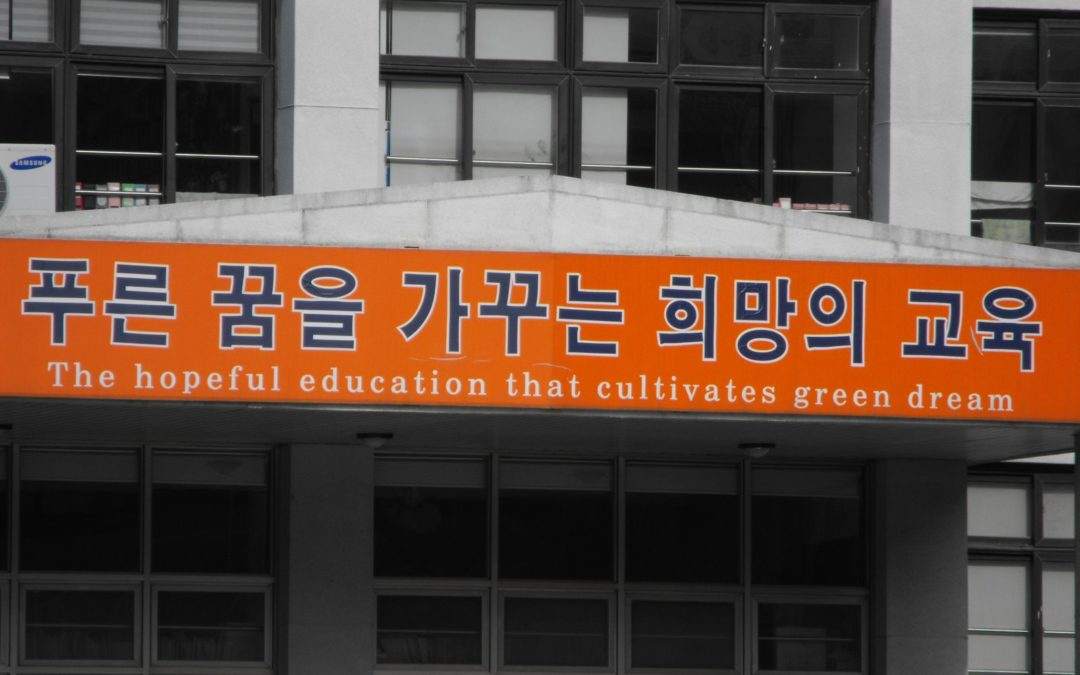 SAMSUNG
푸른 꿈을 가꾸는 희망의 교육
The hopeful education that cultivates green dream